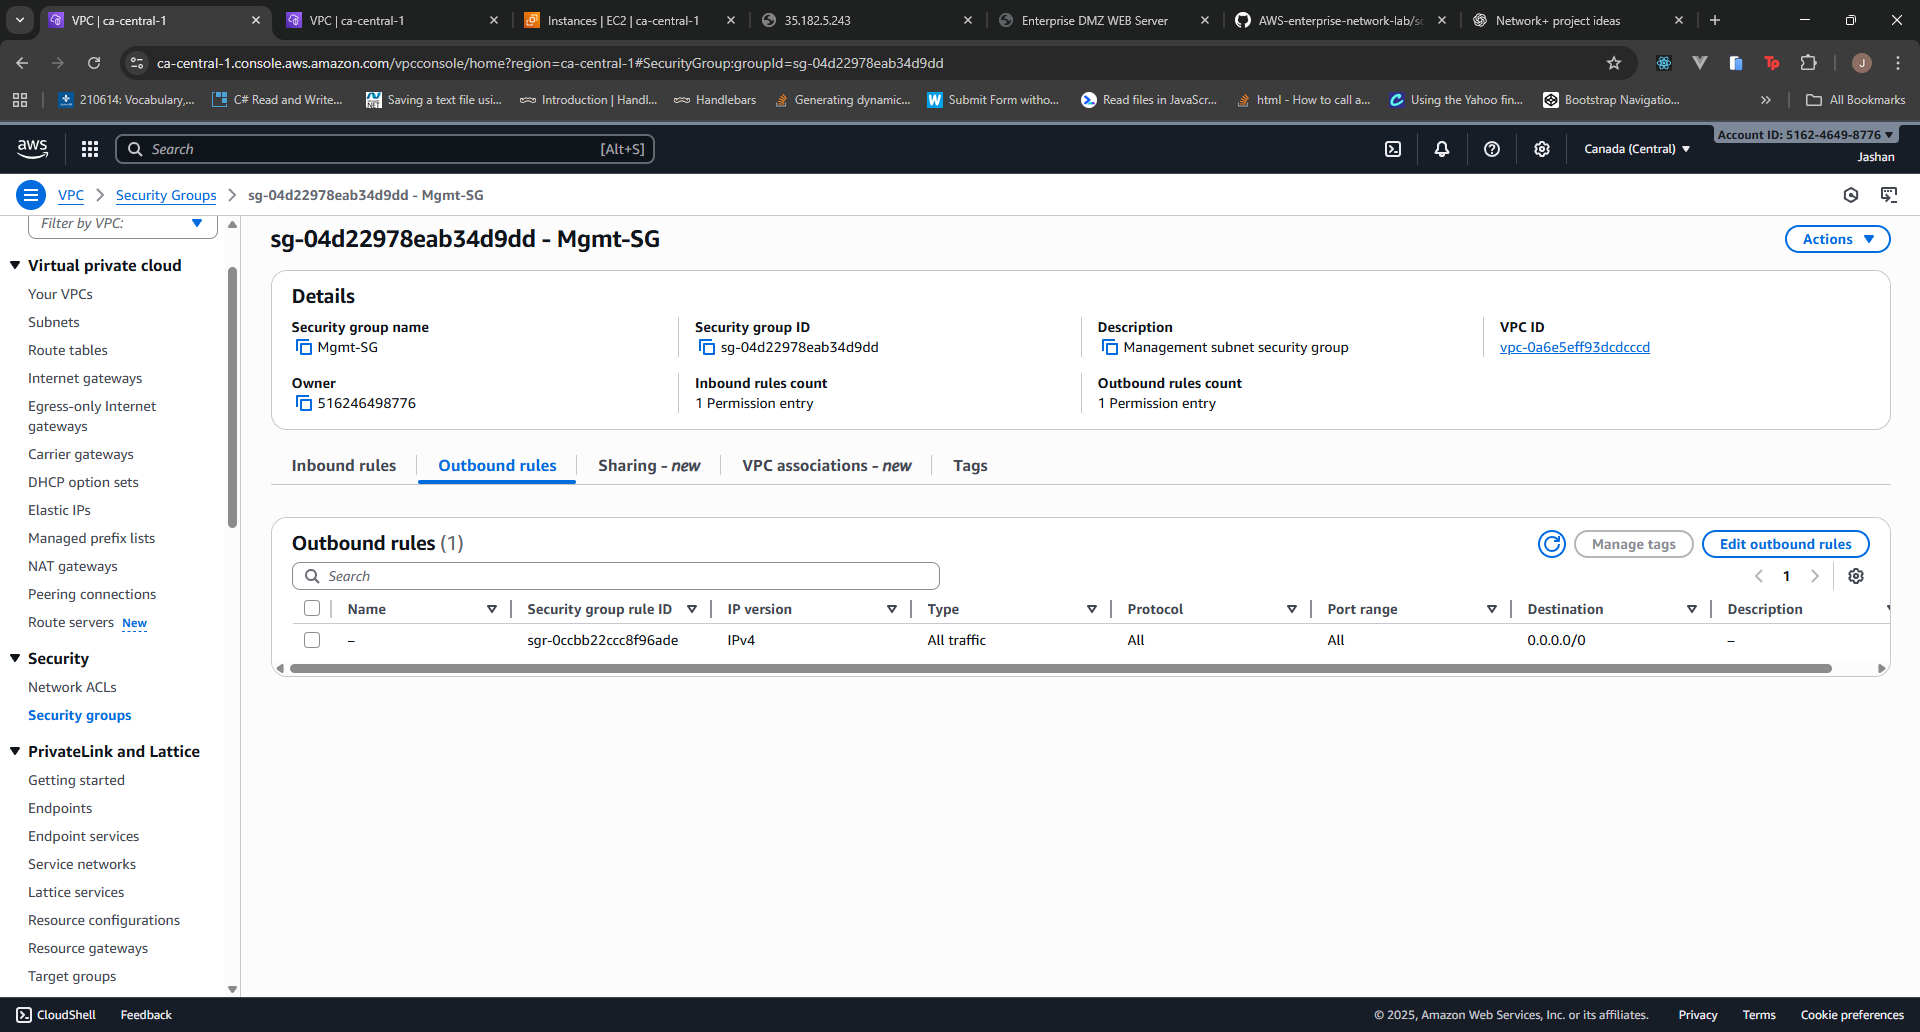 VPC | ca-central-1
VPC | ca-central-1
Instances | EC2 | ca-central-1
35.182.5.243
Enterprise DMZ WEB Server
AWS-enterprise-network-lab/sc
Network+ project ideas
ca-central-1.console.aws.amazon.com/vpcconsole/home?region=ca-central-1#SecurityGroup:groupId=sg-04d22978eab34d9dd
J
210614: Vocabulary,...
C# Read and Write...
Saving a text file usi...
Introduction | Handl...
Handlebars
Generating dynamic...
Submit Form witho...
Read files in JavaScr...
html - How to call a...
Using the Yahoo fin...
Bootstrap Navigatio...
All Bookmarks
aws
Search
[Alt+S]
Canada (Central)
Account ID: 5162-4649-8776
Jashan
VPC
Security Groups
sg-04d22978eab34d9dd - Mgmt-SG
Filter by VPC:
Virtual private cloud
Your VPCs
Subnets
Route tables
Internet gateways
Egress-only Internet
gateways
Carrier gateways
DHCP option sets
Elastic IPs
Managed prefix lists
NAT gateways
Peering connections
Route servers New
Security
Network ACLs
Security groups
PrivateLink and Lattice
Getting started
Endpoints
Endpoint services
Service networks
Lattice services
Resource configurations
Resource gateways
Target groups
sg-04d22978eab34d9dd - Mgmt-SG
Actions
Details
Security group name
Mgmt-SG
Security group ID
sg-04d22978eab34d9dd
Description
Management subnet security group
VPC ID
vpc-0a6e5eff93dcdcccd
Owner
516246498776
Inbound rules count
1 Permission entry
Outbound rules count
1 Permission entry
Inbound rules
Outbound rules
Sharing - new
VPC associations - new
Tags
Outbound rules (1)
Manage tags
Edit outbound rules
Search
1
Name
Security group rule ID
IP version
Type
Protocol
Port range
Destination
Description
–
sgr-0ccbb22ccc8f96ade
IPv4
All traffic
All
All
0.0.0.0/0
–
CloudShell
Feedback
© 2025, Amazon Web Services, Inc. or its affiliates.
Privacy
Terms
Cookie preferences